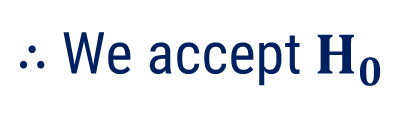 ∴ We accept H₀